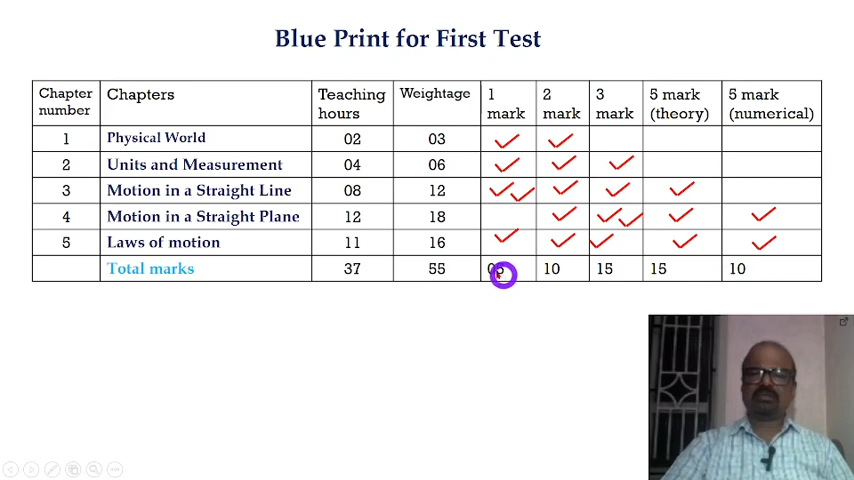 Blue Print for First Test
Chapter number Chapters Teaching hours Weightage 1 mark 2 mark 3 mark 5 mark (theory) 5 mark (numerical)
1 Physical World 02 03
2 Units and Measurement 04 06
3 Motion in a Straight Line 08 12
4 Motion in a Straight Plane 12 18
5 Laws of motion 11 16
Total marks 37 55 05 10 15 15 10